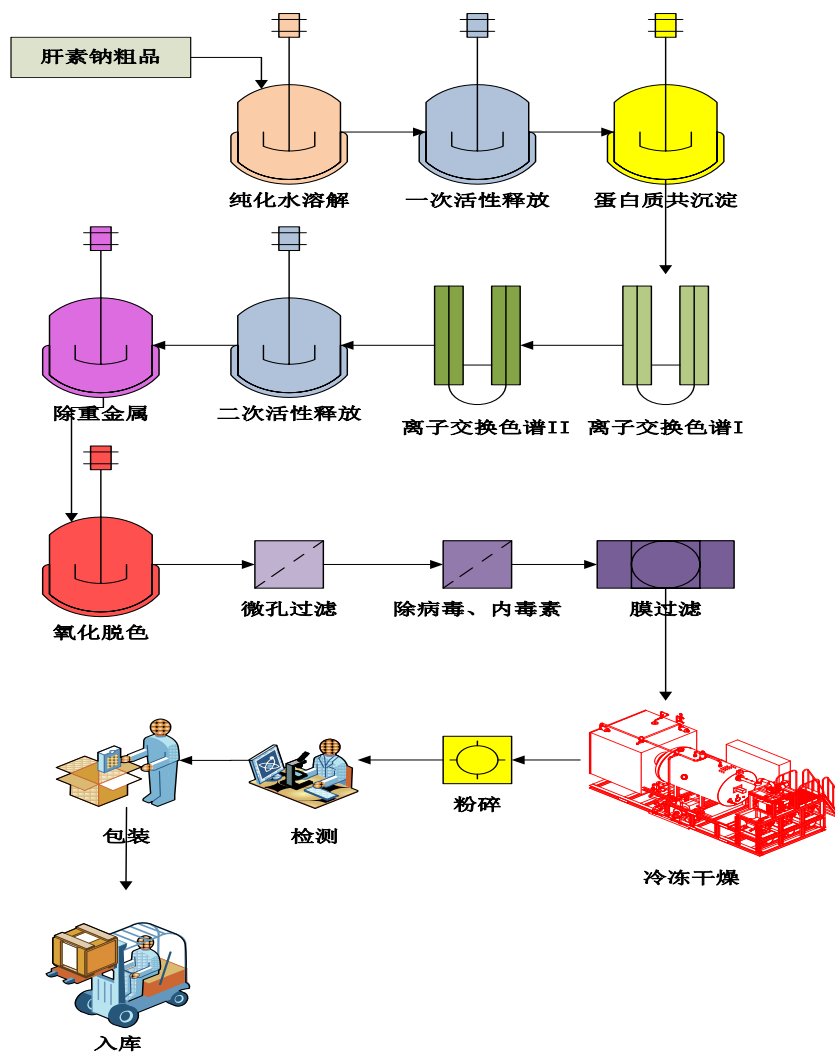 肝素钠粗品
纯化水溶解
一次活性释放
蛋白质共沉淀
除重金属
二次活性释放
离子交换色谱II
离子交换色谱I
氧化脱色
微孔过滤
除病毒、内毒素
膜过滤
包装
检测
粉碎
冷冻干燥
入库